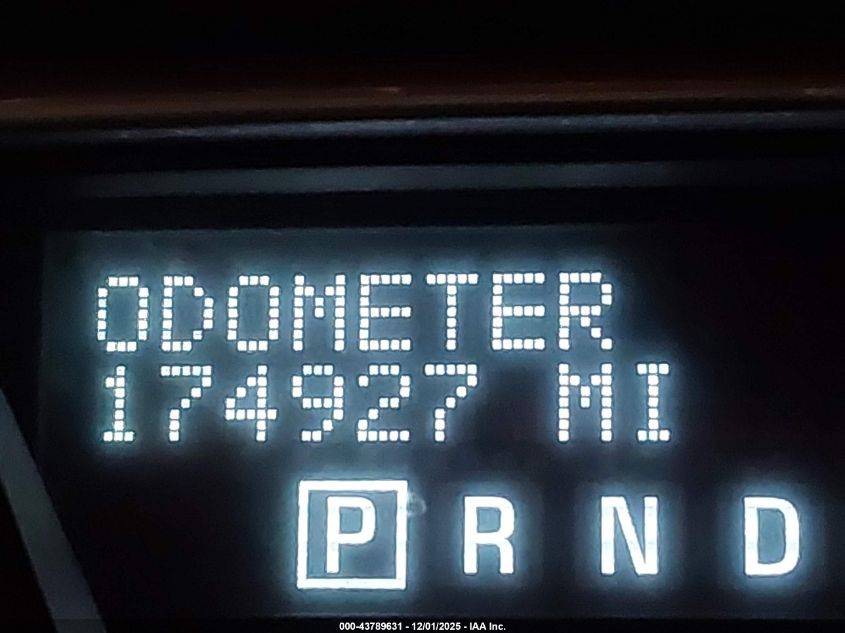 ODOMETER
174927 MI
P R N D
000-43789631 - 12/01/2025 - IAA Inc.